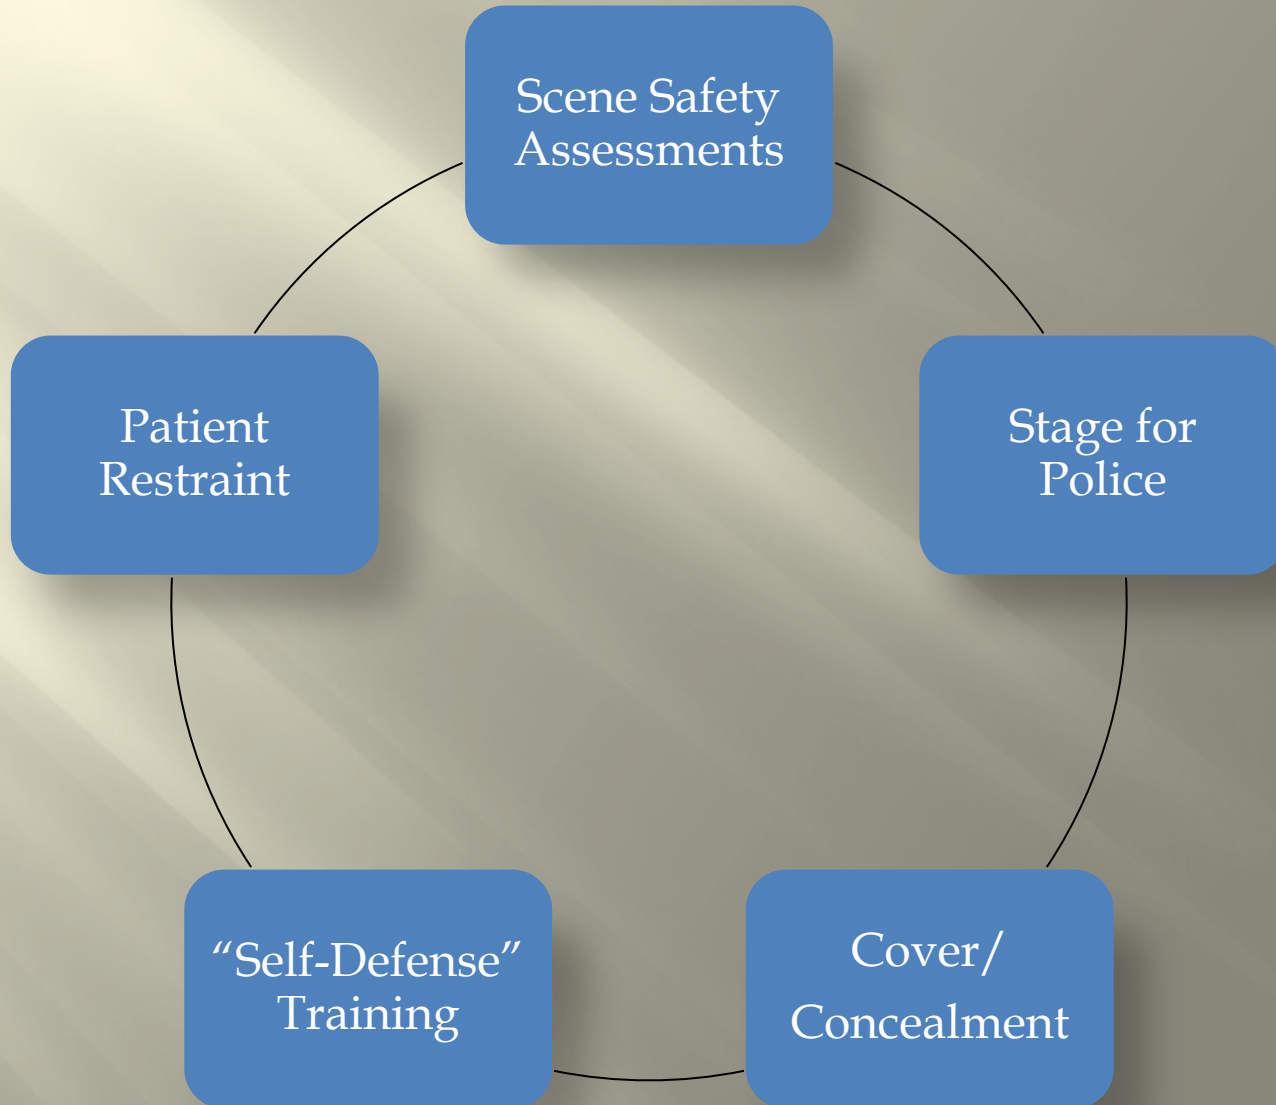 Scene Safety
Assessments
Patient
Restraint
Stage for
Police
“Self-Defense”
Training
Cover/
Concealment